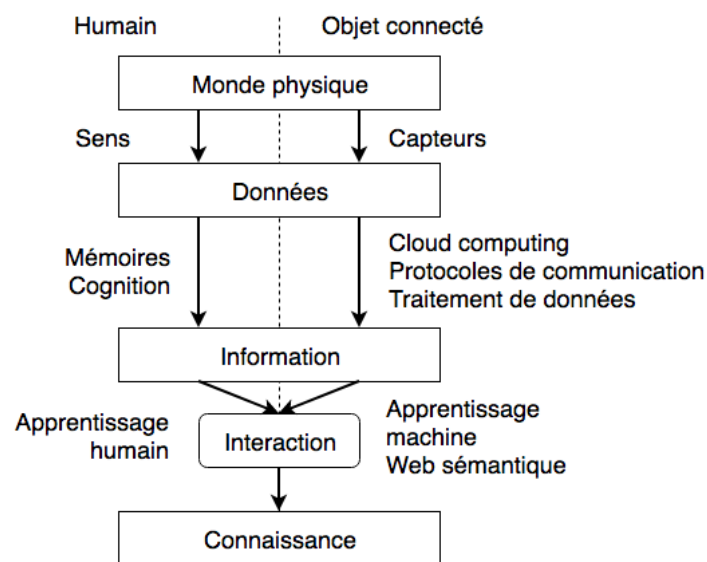 Humain
Objet connecté
Monde physique
Sens
Capteurs
Données
Mémoires
Cognition
Cloud computing
Protocoles de communication
Traitement de données
Information
Apprentissage
humain
Interaction
Apprentissage
machine
Web sémantique
Connaissance